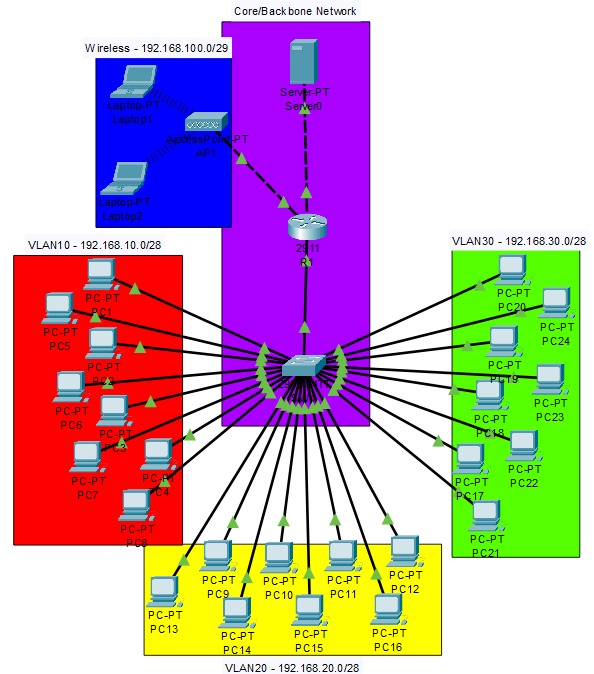 Core/Backbone Network
Wireless - 192.168.100.0/29
Server-PT
Server0
Laptop-PT
Laptop1
AccessPoint-PT
AP1
Laptop-PT
Laptop2
2911
R1
VLAN10 - 192.168.10.0/28
PC-PT
PC1
PC-PT
PC5
PC-PT
PC2
PC-PT
PC6
PC-PT
PC3
PC-PT
PC7
PC-PT
PC4
PC-PT
PC8
VLAN30 - 192.168.30.0/28
PC-PT
PC20
PC-PT
PC24
PC-PT
PC19
PC-PT
PC23
PC-PT
PC18
PC-PT
PC22
PC-PT
PC17
PC-PT
PC21
PC-PT
PC9
PC-PT
PC10
PC-PT
PC11
PC-PT
PC12
PC-PT
PC13
PC-PT
PC14
PC-PT
PC15
PC-PT
PC16
VLAN20 - 192.168.20.0/28